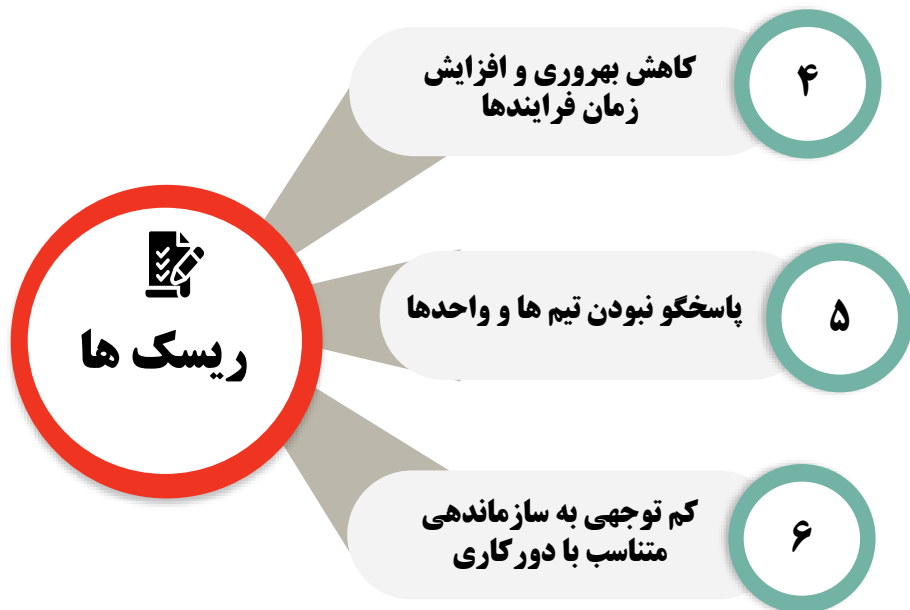 ریسک ها
۴
کاهش بهروری و افزایش
زمان فرایندها
۵
پاسخگو نبودن تیم ها و واحدها
۶
کم توجهی به سازماندهی
متناسب با دورکاری